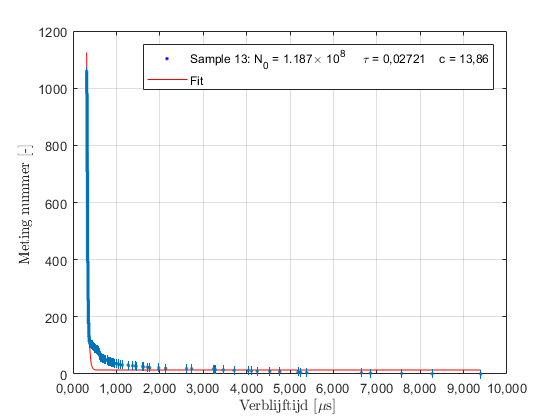 1200
1000
800
600
400
200
0
Meting nummer [-]
Sample 13: N₀ = 1.187× 10⁸ τ = 0,02721 c = 13,86
Fit
0,000 1,000 2,000 3,000 4,000 5,000 6,000 7,000 8,000 9,000 10,000
Verblijftijd [μs]